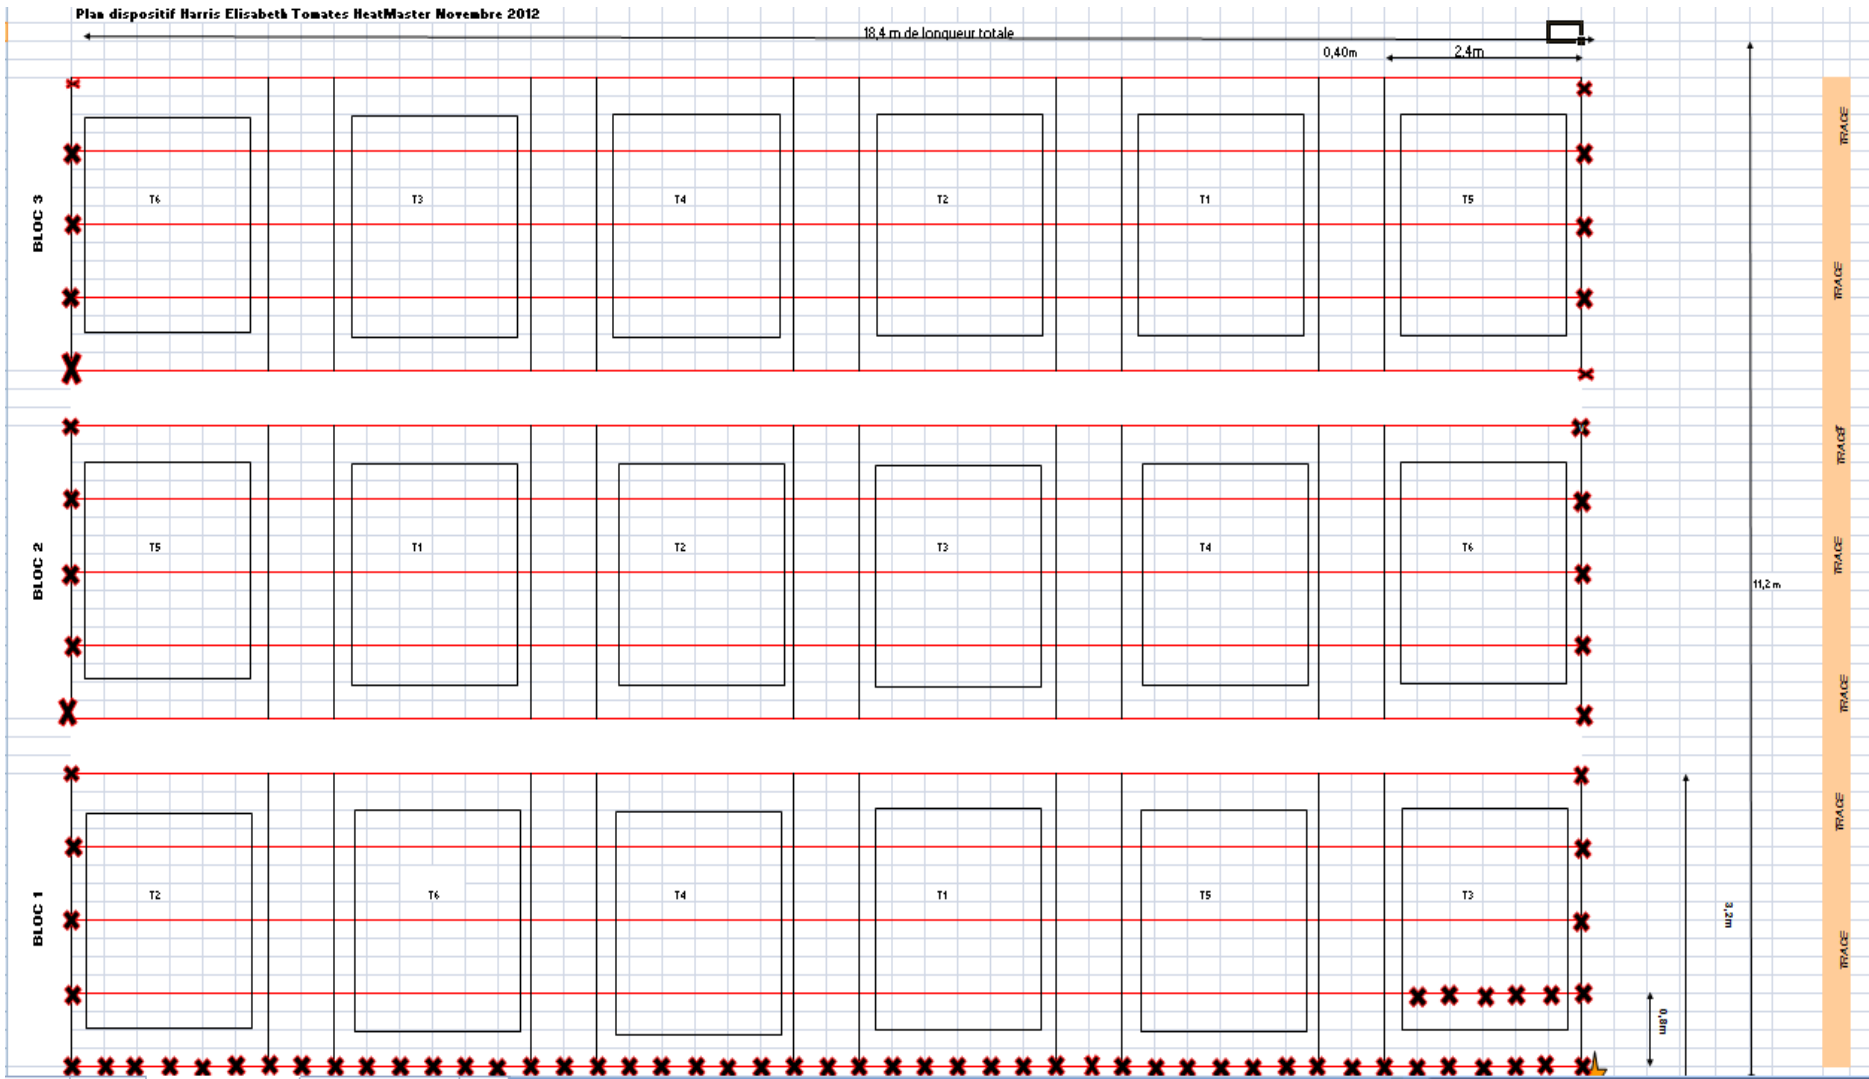 Plan dispositif Harris Elisabeth Tomates HeatMaster Novembre 2012
18,4 m de longueur totale
0,40m
2,4m
TRACE
BLOC 3
T6
T3
T4
T2
T1
T5
TRACE
TRACE
BLOC 2
T5
T1
T2
T3
T4
T6
TRACE
11,2 m
TRACE
TRACE
BLOC 1
T2
T6
T4
T1
T5
T3
3,2m
TRACE
0,8m